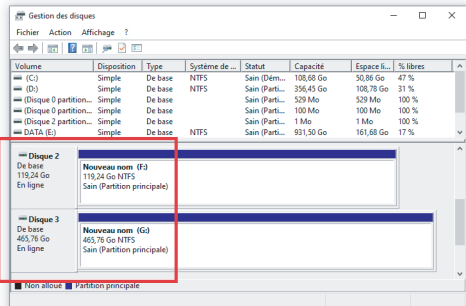 Gestion des disques
Fichier Action Affichage ?
Volume Disposition Type Système de ... Statut Capacité Espace li... % libres
(C:) Simple De base NTFS Sain (Dém... 108,68 Go 50,86 Go 47 %
(D:) Simple De base NTFS Sain (Parti... 356,45 Go 108,78 Go 31 %
(Disque 0 partition... Simple De base Sain (Parti... 529 Mo 529 Mo 100 %
(Disque 0 partition... Simple De base Sain (Parti... 100 Mo 100 Mo 100 %
(Disque 2 partition... Simple De base Sain (Parti... 1 Mo 1 Mo 100 %
DATA (E:) Simple De base NTFS Sain (Parti... 931,50 Go 161,68 Go 17 %
Disque 2
De base
119,24 Go
En ligne
Nouveau nom (F:)
119,24 Go NTFS
Sain (Partition principale)
Disque 3
De base
465,76 Go
En ligne
Nouveau nom (G:)
465,76 Go NTFS
Sain (Partition principale)
Non alloué Partition principale